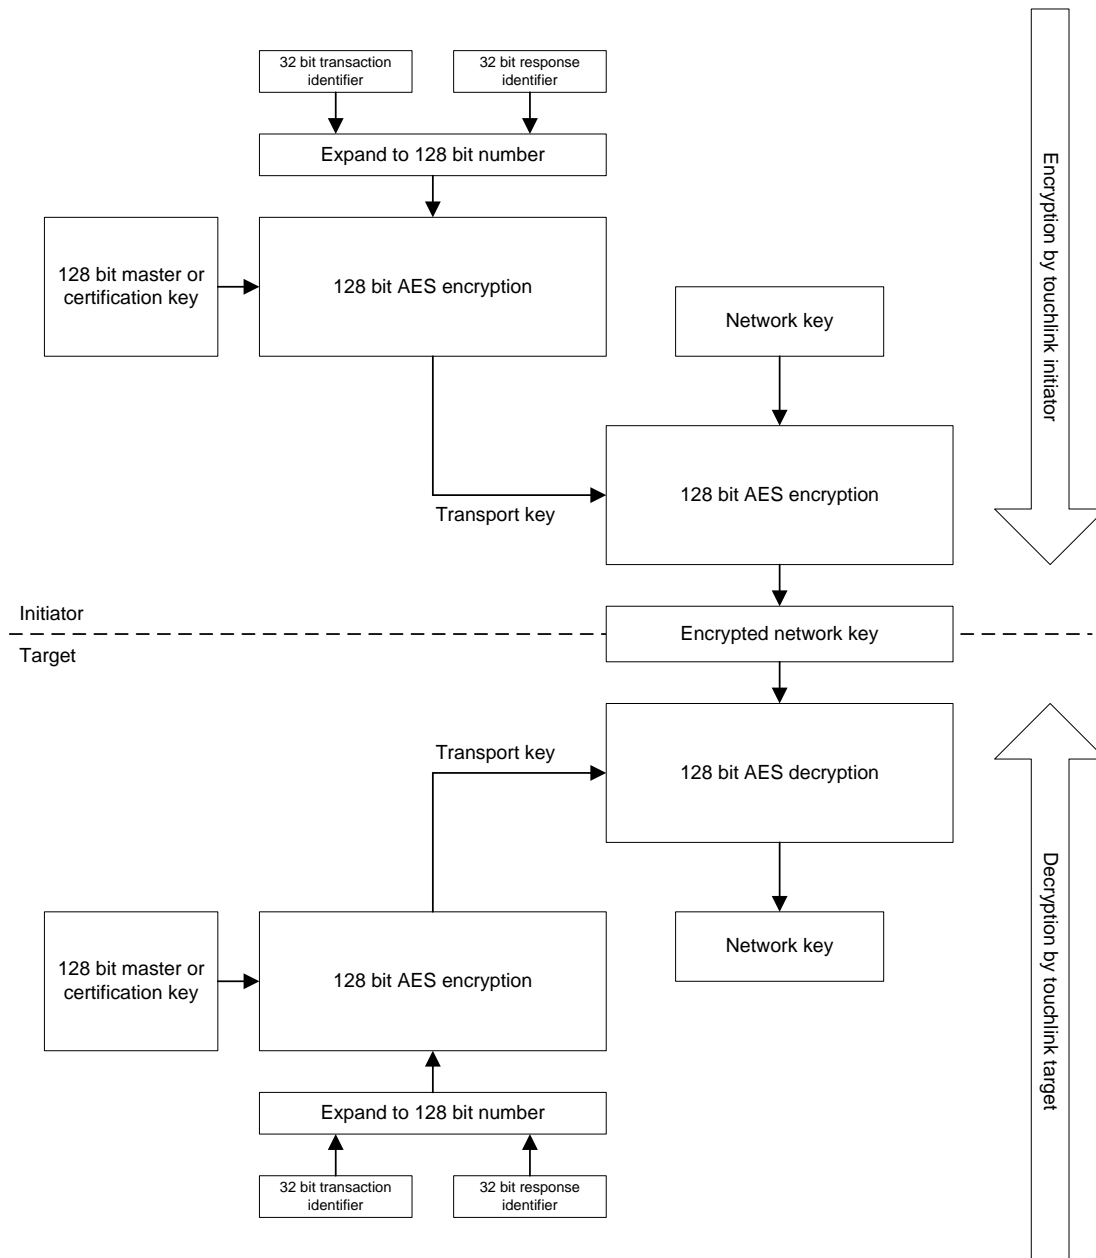 32 bit transaction
identifier
32 bit response
identifier
Expand to 128 bit number
128 bit master or
certification key
128 bit AES encryption
Network key
Encryption by touchlink initiator
128 bit AES encryption
Transport key
Initiator
Encrypted network key
Target
Transport key
128 bit AES decryption
Decryption by touchlink target
128 bit master or
certification key
128 bit AES encryption
Network key
Expand to 128 bit number
32 bit transaction
identifier
32 bit response
identifier